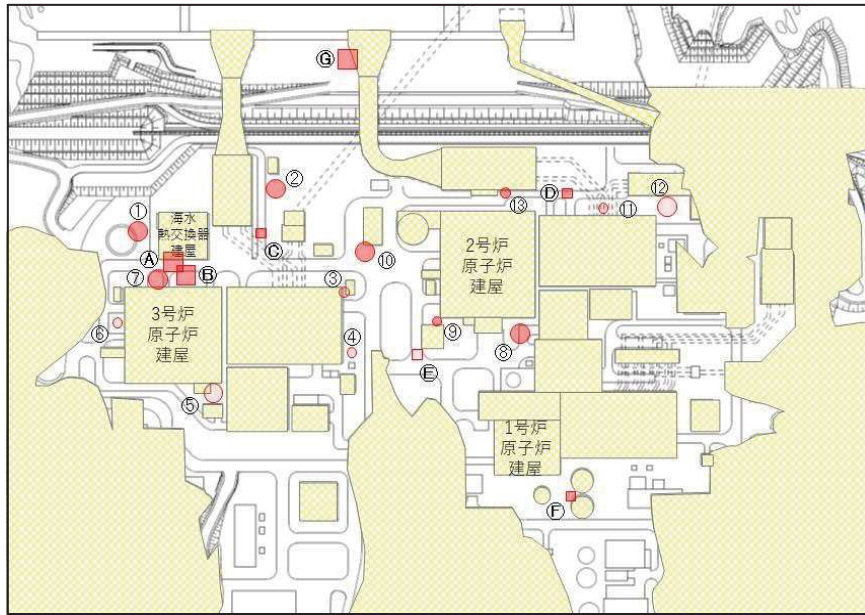 Ⓖ
②
Ⓓ
⑬
⑪
⑫
①
海水
熱交換器
建屋
Ⓒ
⑩
2号炉
原子炉
建屋
Ⓐ
Ⓑ
⑦
③
3号炉
原子炉
建屋
⑥
④
⑨
⑧
Ⓔ
⑤
1号炉
原子炉
建屋
Ⓕ